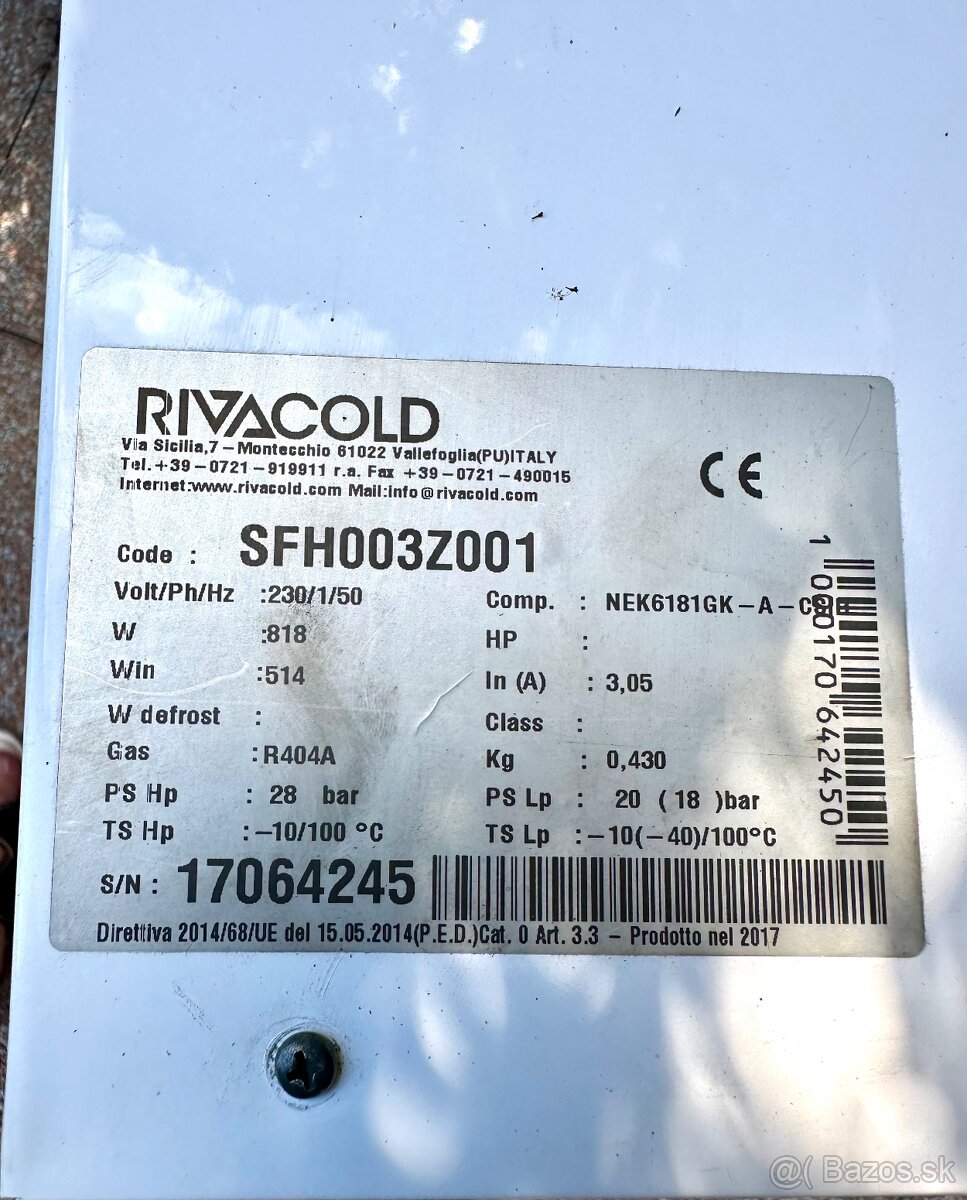 RIVACOLD
Via Sicilia,7-Montecchio 61022 Vallefoglia(PU)ITALY
Tel.+39-0721-919911 r.a. Fax +39-0721-490015
Internet:www.rivacold.com Mail:info@rivacold.com
CE
Code : SFH003Z001
Volt/Ph/Hz :230/1/50
Comp. : NEK6181GK-A-
W :818
HP :
Win :514
In (A) : 3,05
W defrost :
Class :
Gas :R404A
Kg : 0,430
PS Hp : 28 bar
PS Lp : 20 (18 )bar
TS Hp :-10/100 °C
TS Lp :-10(-40)/100°C
S/N : 17064245
Direttiva 2014/68/UE del 15.05.2014(P.E.D.)Cat. 0 Art. 3.3 - Prodotto nel 2017
@( Bazos.sk